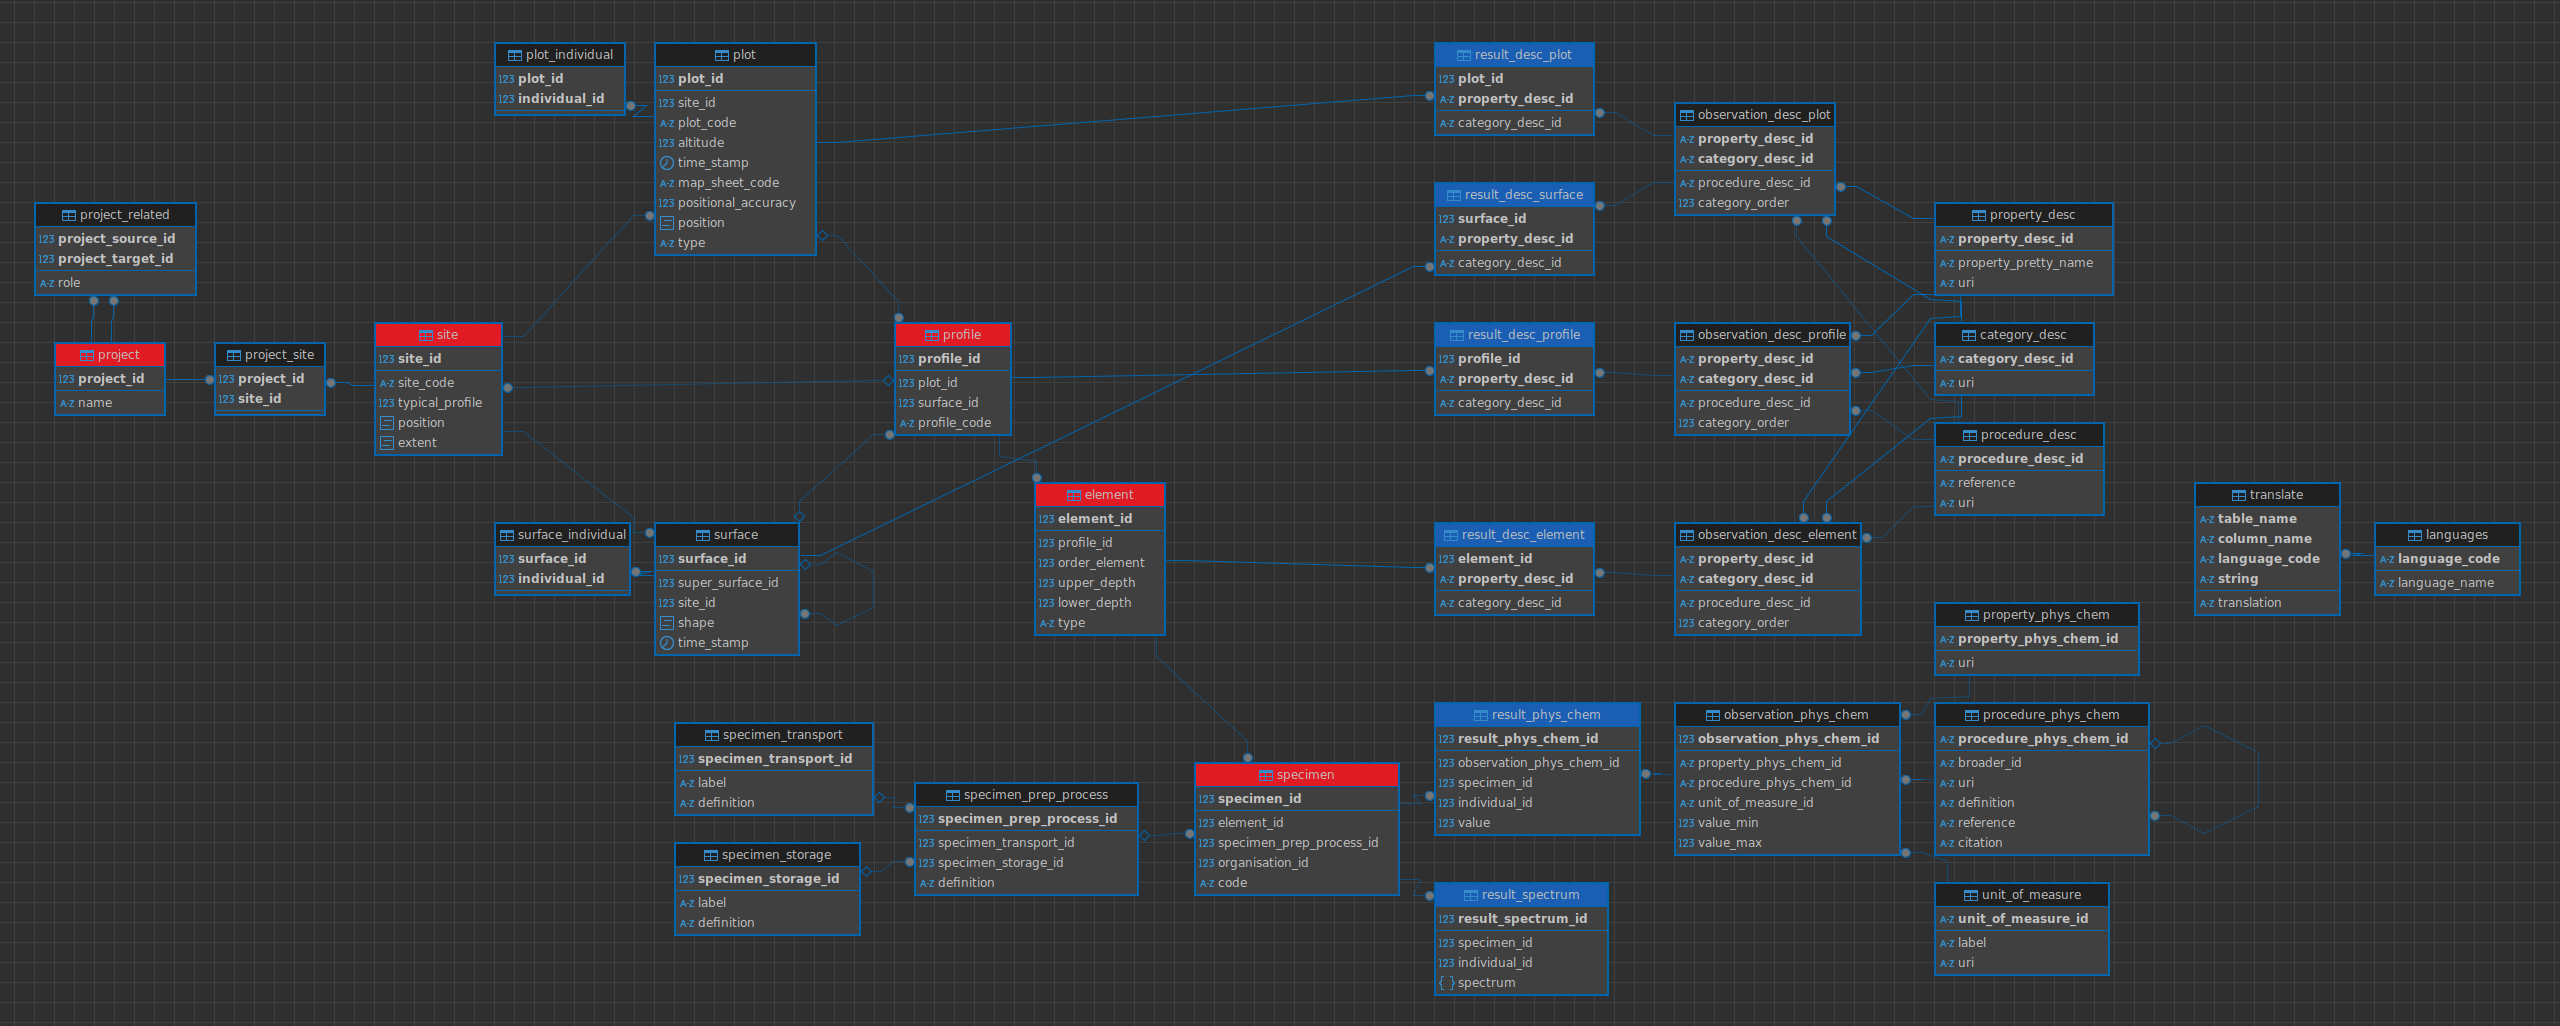 plot_individual
123 plot_id
123 individual_id
plot
123 plot_id
123 site_id
A-Z plot_code
123 altitude
time_stamp
A-Z map_sheet_code
123 positional_accuracy
position
A-Z type
project_related
123 project_source_id
123 project_target_id
A-Z role
project
123 project_id
A-Z name
project_site
123 project_id
123 site_id
site
123 site_id
A-Z site_code
123 typical_profile
position
extent
profile
123 profile_id
123 plot_id
123 surface_id
A-Z profile_code
surface_individual
123 surface_id
123 individual_id
surface
123 surface_id
123 super_surface_id
123 site_id
shape
time_stamp
element
123 element_id
123 profile_id
123 order_element
123 upper_depth
123 lower_depth
A-Z type
specimen_transport
123 specimen_transport_id
A-Z label
A-Z definition
specimen_storage
123 specimen_storage_id
A-Z label
A-Z definition
specimen_prep_process
123 specimen_prep_process_id
123 specimen_transport_id
123 specimen_storage_id
A-Z definition
specimen
123 specimen_id
123 element_id
123 specimen_prep_process_id
123 organisation_id
A-Z code
result_desc_plot
123 plot_id
A-Z property_desc_id
A-Z category_desc_id
result_desc_surface
123 surface_id
A-Z property_desc_id
A-Z category_desc_id
result_desc_profile
123 profile_id
A-Z property_desc_id
A-Z category_desc_id
result_desc_element
123 element_id
A-Z property_desc_id
A-Z category_desc_id
result_phys_chem
123 result_phys_chem_id
123 observation_phys_chem_id
123 specimen_id
123 individual_id
123 value
result_spectrum
123 result_spectrum_id
123 specimen_id
123 individual_id
{ } spectrum
observation_desc_plot
A-Z property_desc_id
A-Z category_desc_id
A-Z procedure_desc_id
123 category_order
observation_desc_profile
A-Z property_desc_id
A-Z category_desc_id
A-Z procedure_desc_id
123 category_order
observation_desc_element
A-Z property_desc_id
A-Z category_desc_id
A-Z procedure_desc_id
123 category_order
observation_phys_chem
123 observation_phys_chem_id
A-Z property_phys_chem_id
A-Z procedure_phys_chem_id
A-Z unit_of_measure_id
123 value_min
123 value_max
property_desc
A-Z property_desc_id
A-Z property_pretty_name
A-Z uri
category_desc
A-Z category_desc_id
A-Z uri
procedure_desc
A-Z procedure_desc_id
A-Z reference
A-Z uri
property_phys_chem
A-Z property_phys_chem_id
A-Z uri
procedure_phys_chem
A-Z procedure_phys_chem_id
A-Z broader_id
A-Z uri
A-Z definition
A-Z reference
A-Z citation
unit_of_measure
A-Z unit_of_measure_id
A-Z label
A-Z uri
translate
A-Z table_name
A-Z column_name
A-Z language_code
A-Z string
A-Z translation
languages
A-Z language_code
A-Z language_name